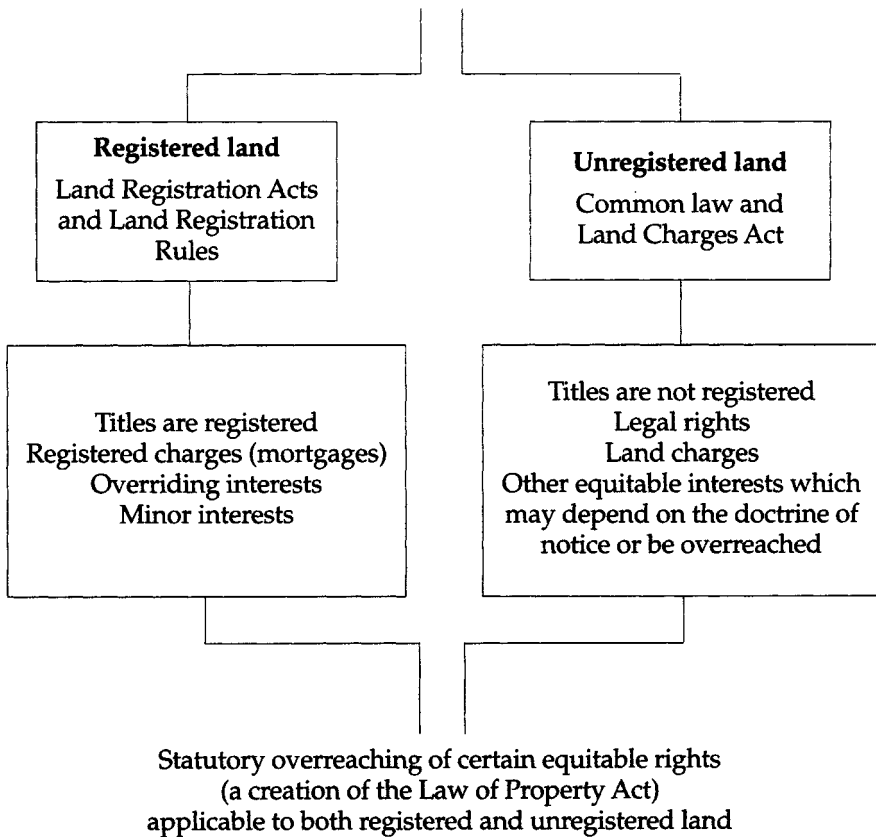 Registered land
Land Registration Acts
and Land Registration
Rules
Unregistered land
Common law and
Land Charges Act
Titles are registered
Registered charges (mortgages)
Overriding interests
Minor interests
Titles are not registered
Legal rights
Land charges
Other equitable interests which
may depend on the doctrine of
notice or be overreached
Statutory overreaching of certain equitable rights
(a creation of the Law of Property Act)
applicable to both registered and unregistered land